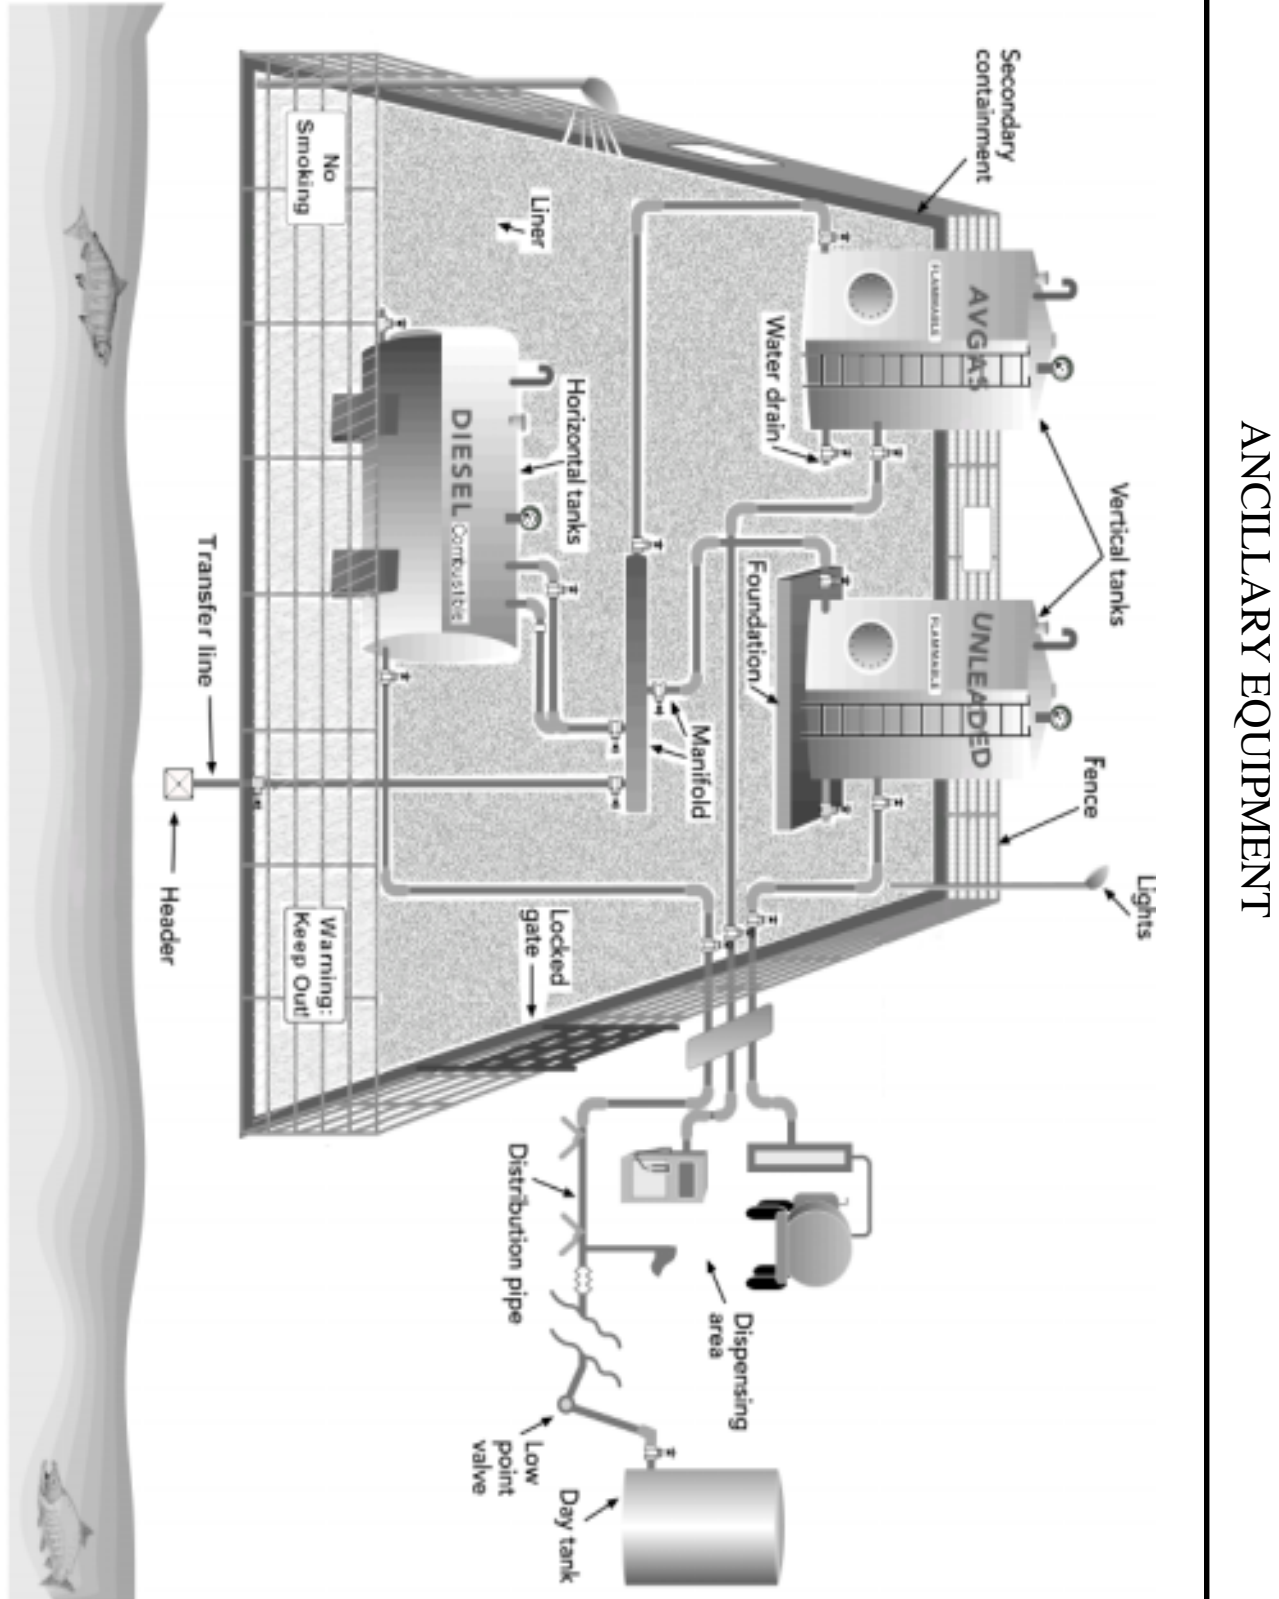 ANCILLARY EQUIPMENT
Lights
Vertical tanks
Fence
Secondary
containment
AVGAS
FLAMMABLE
UNLEADED
FLAMMABLE
Water drain
Foundation
Manifold
Liner
Horizontal tanks
DIESEL
Combustible
Locked
gate
Dispensing
area
Distribution pipe
Low
point
valve
Day tank
No
Smoking
Warning:
Keep Out!
Transfer line
Header